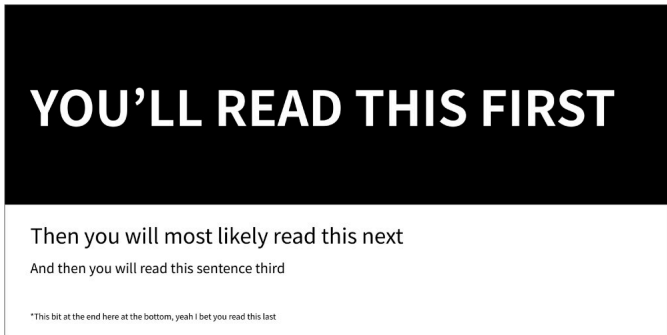 YOU’LL READ THIS FIRST
Then you will most likely read this next
And then you will read this sentence third
*This bit at the end here at the bottom, yeah I bet you read this last